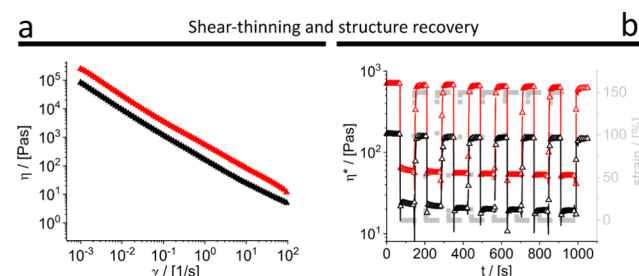 a
Shear-thinning and structure recovery
b
10⁵
10⁴
10³
10²
10¹
10⁰
η / [Pas]
10⁻³ 10⁻² 10⁻¹ 10⁰ 10¹ 10²
γ / [1/s]
10³
10²
10¹
η* / [Pas]
0 200 400 600 800 1000
t / [s]
150
100
50
0
strain / [%]